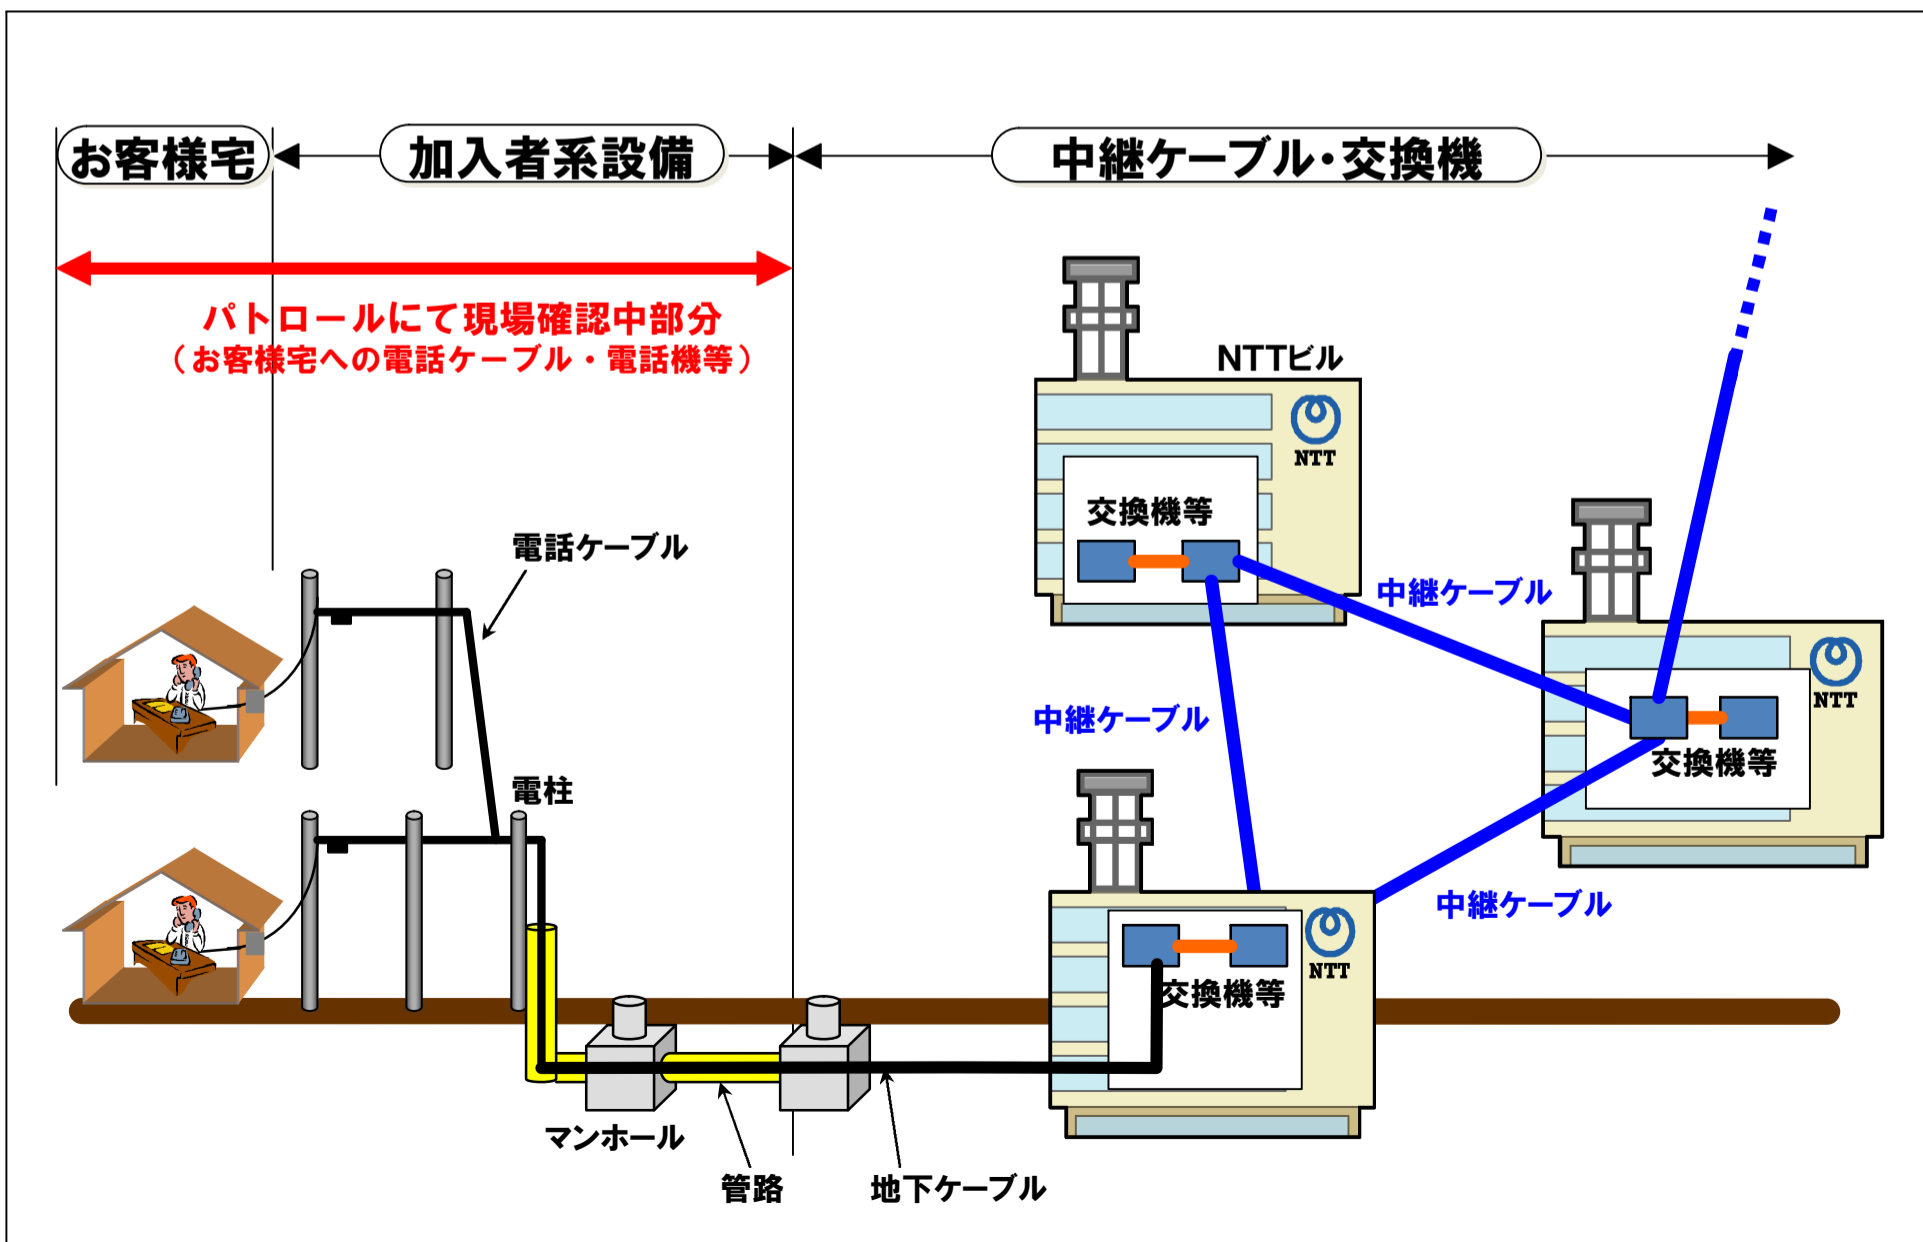 お客様宅
加入者系設備
中継ケーブル・交換機
パトロールにて現場確認中部分
(お客様宅への電話ケーブル・電話機等)
NTTビル
NTT
交換機等
電話ケーブル
中継ケーブル
NTT
中継ケーブル
交換機等
電柱
中継ケーブル
NTT
交換機等
マンホール
管路
地下ケーブル